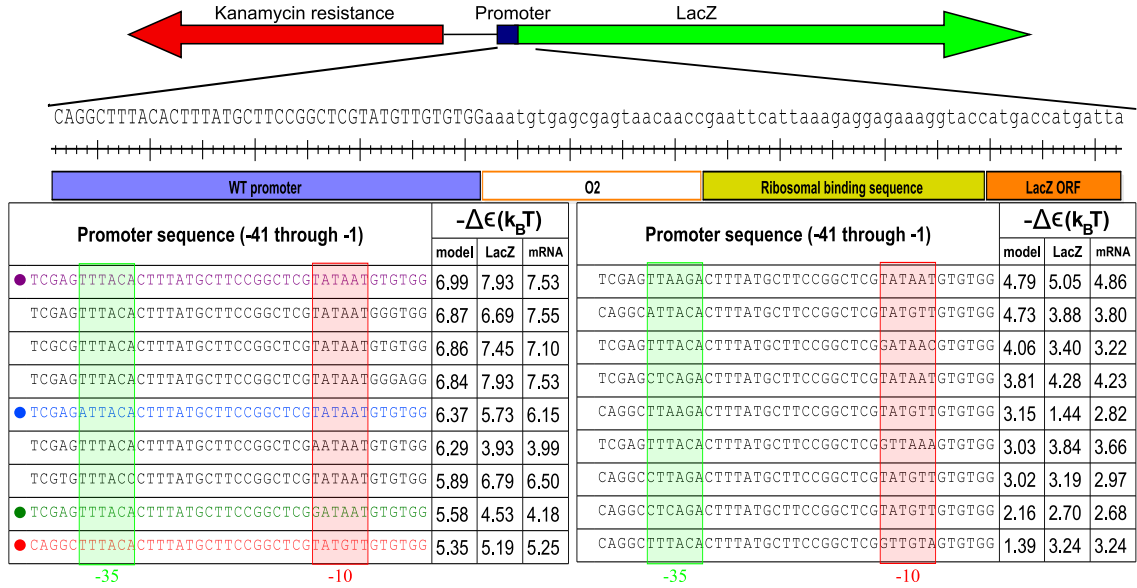 Kanamycin resistance Promoter LacZ
CAGGCTTTACACTTTATGCTTCCGGCTCGTATGTTGTGTGGaaatgtgagcgagtaacaaccgaattcattaaagaggagaaaggtaccatgaccatgatta
WT promoter O2 Ribosomal binding sequence LacZ ORF
Promoter sequence (-41 through -1) -Δϵ(k_BT)
model LacZ mRNA
TCGAGTTTACACTTTATGCTTCCGGCTCGTATAATGTGTGG 6.99 7.93 7.53
TCGAGTTTACACTTTATGCTTCCGGCTCGTATAATGGGTGG 6.87 6.69 7.55
TCGCGTTTACACTTTATGCTTCCGGCTCGTATAATGTGTGG 6.86 7.45 7.10
TCGAGTTTACACTTTATGCTTCCGGCTCGTATAATGGGAGG 6.84 7.93 7.53
TCGAGATTACACTTTATGCTTCCGGCTCGTATAATGTGTGG 6.37 5.73 6.15
TCGAGTTTACACTTTATGCTTCCGGCTCGAATAATGTGTGG 6.29 3.93 3.99
TCGTGTTTACCCTTTATGCTTCCGGCTCGTATAATGTGTGG 5.89 6.79 6.50
TCGAGTTTACACTTTATGCTTCCGGCTCGGATAATGTGTGG 5.58 4.53 4.18
CAGGCTTTACACTTTATGCTTCCGGCTCGTATGTTGTGTGG 5.35 5.19 5.25
-35 -10
Promoter sequence (-41 through -1) -Δϵ(k_BT)
model LacZ mRNA
TCGAGTTAAGACTTTATGCTTCCGGCTCGTATAATGTGTGG 4.79 5.05 4.86
CAGGCATTACACTTTATGCTTCCGGCTCGTATGTTGTGTGG 4.73 3.88 3.80
TCGAGTTTACACTTTATGCTTCCGGCTCGGATAACGTGTGG 4.06 3.40 3.22
TCGAGCTCAGACTTTATGCTTCCGGCTCGTATAATGTGTGG 3.81 4.28 4.23
CAGGCTTAAGACTTTATGCTTCCGGCTCGTATGTTGTGTGG 3.15 1.44 2.82
TCGAGTTTACACTTTATGCTTCCGGCTCGGTTAAAGTGTGG 3.03 3.84 3.66
CAGGCCTTAGACTTTATGCTTCCGGCTCGTATGTTGTGTGG 3.02 3.19 2.97
CAGGCCTCAGACTTTATGCTTCCGGCTCGTATGTTGTGTGG 2.16 2.70 2.68
CAGGCTTTACACTTTATGCTTCCGGCTCGGTTGTAGTGTGG 1.39 3.24 3.24
-35 -10